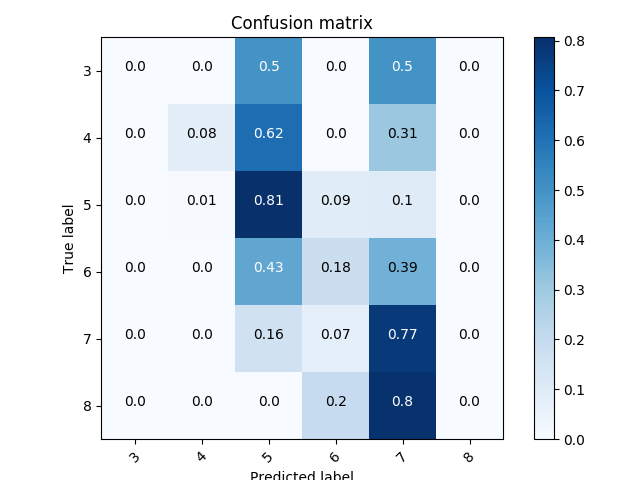 Confusion matrix
True label
3 0.0 0.0 0.5 0.0 0.5 0.0
4 0.0 0.08 0.62 0.0 0.31 0.0
5 0.0 0.01 0.81 0.09 0.1 0.0
6 0.0 0.0 0.43 0.18 0.39 0.0
7 0.0 0.0 0.16 0.07 0.77 0.0
8 0.0 0.0 0.0 0.2 0.8 0.0
3 4 5 6 7 8
Predicted label
0.8
0.7
0.6
0.5
0.4
0.3
0.2
0.1
0.0